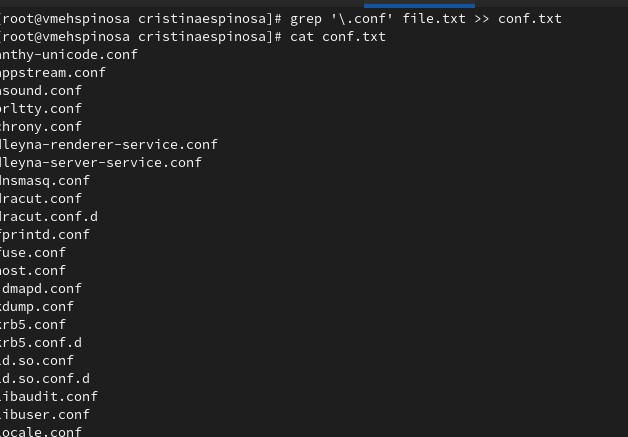 [root@vmehspinosa cristinaespinosa]# grep '\.conf' file.txt >> conf.txt
[root@vmehspinosa cristinaespinosa]# cat conf.txt
anthy-unicode.conf
appstream.conf
asound.conf
brltty.conf
chrony.conf
dleyna-renderer-service.conf
dleyna-server-service.conf
dnsmasq.conf
dracut.conf
dracut.conf.d
fprintd.conf
fuse.conf
host.conf
idmapd.conf
kdump.conf
krb5.conf
krb5.conf.d
ld.so.conf
ld.so.conf.d
libaudit.conf
libuser.conf
locale.conf